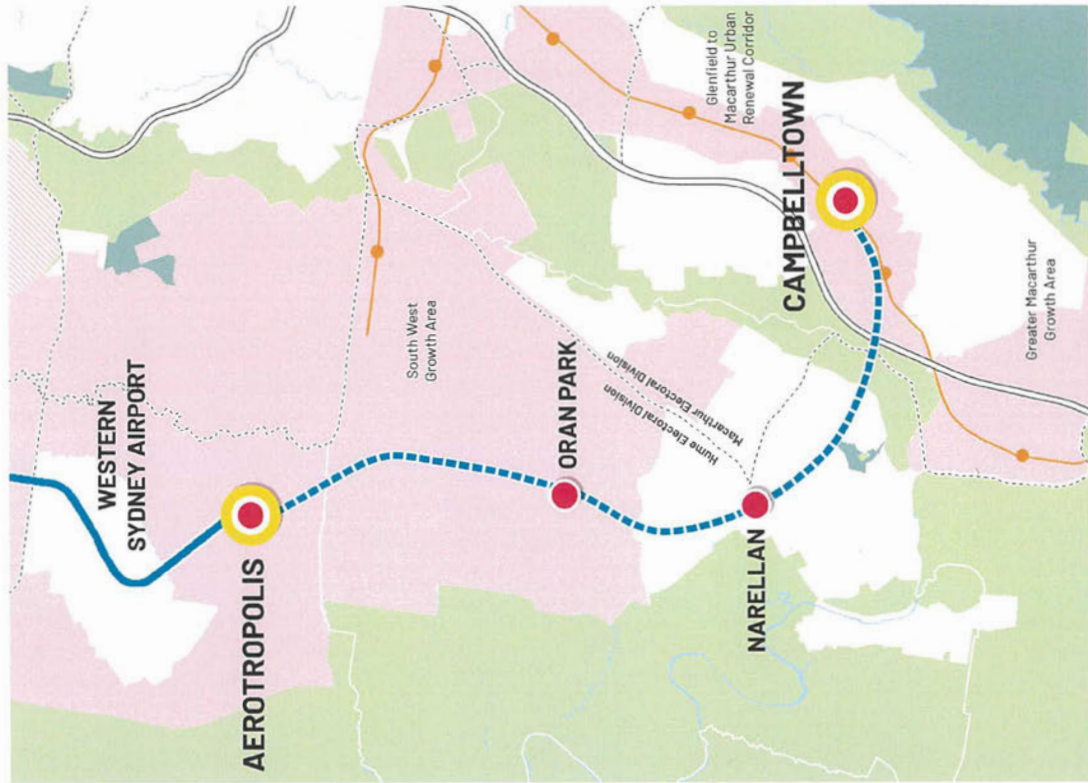 WESTERN
SYDNEY AIRPORT
AEROTROPOLIS
South West
Growth Area
ORAN PARK
Hume Electoral Division
Macarthur Electoral Division
NARELLAN
Glenfield to
Macarthur Urban
Renewal Corridor
CAMPBELLTOWN
Greater Macarthur
Growth Area